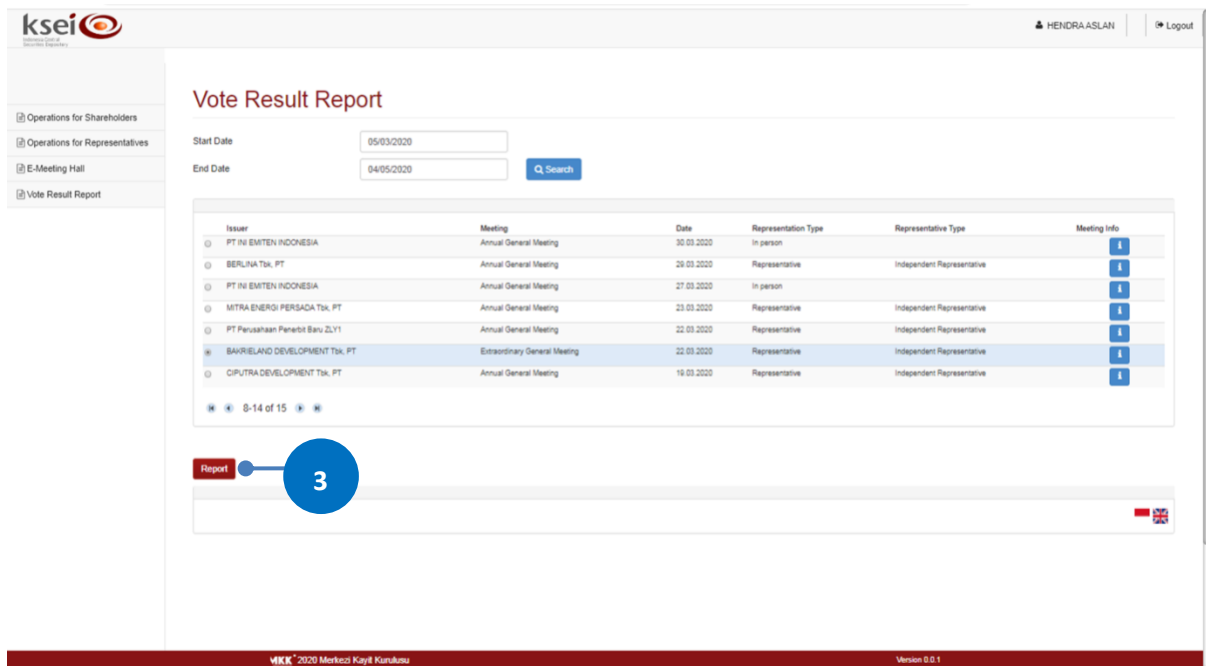 ksei
Indonesia Central
Securities Depository
HENDRA ASLAN
Logout
Operations for Shareholders
Operations for Representatives
E-Meeting Hall
Vote Result Report
Vote Result Report
Start Date 05/03/2020
End Date 04/05/2020 Search
Issuer Meeting Date Representation Type Representative Type Meeting Info
PT INI EMITEN INDONESIA Annual General Meeting 30.03.2020 In person
BERLINA Tbk, PT Annual General Meeting 29.03.2020 Representative Independent Representative
PT INI EMITEN INDONESIA Annual General Meeting 27.03.2020 In person
MITRA ENERGI PERSADA Tbk, PT Annual General Meeting 23.03.2020 Representative Independent Representative
PT Perusahaan Penerbit Baru ZLY1 Annual General Meeting 22.03.2020 Representative Independent Representative
BAKRIELAND DEVELOPMENT Tbk, PT Extraordinary General Meeting 22.03.2020 Representative Independent Representative
CIPUTRA DEVELOPMENT Tbk, PT Annual General Meeting 19.03.2020 Representative Independent Representative
8-14 of 15
Report
3
MKK 2020 Merkezi Kayit Kurulusu
Version 0.0.1